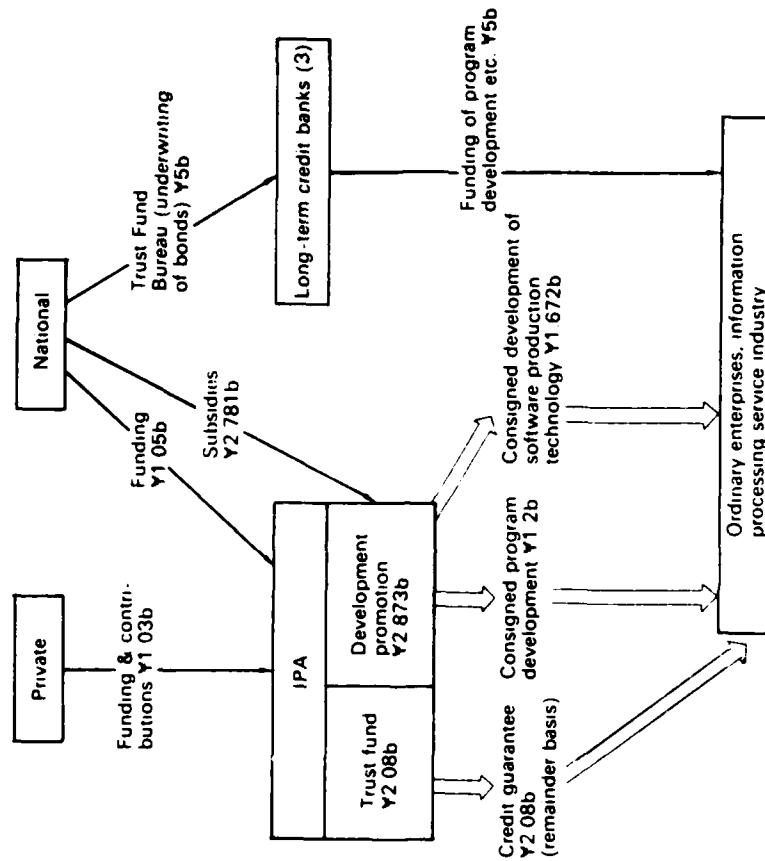 Private
National
Funding & contri-
butions ¥1 03b
Funding
¥1 05b
Subsidies
¥2 781b
Trust Fund
Bureau (underwriting
of bonds) ¥5b
IPA
Trust fund
¥2 08b
Development
promotion
¥2 873b
Long-term credit banks (3)
Credit guarantee
¥2 08b
(remainder basis)
Consigned program
development ¥1 2b
Consigned development of
software production
technology ¥1.672b
Funding of program
development etc. ¥5b
Ordinary enterprises, information
processing service industry